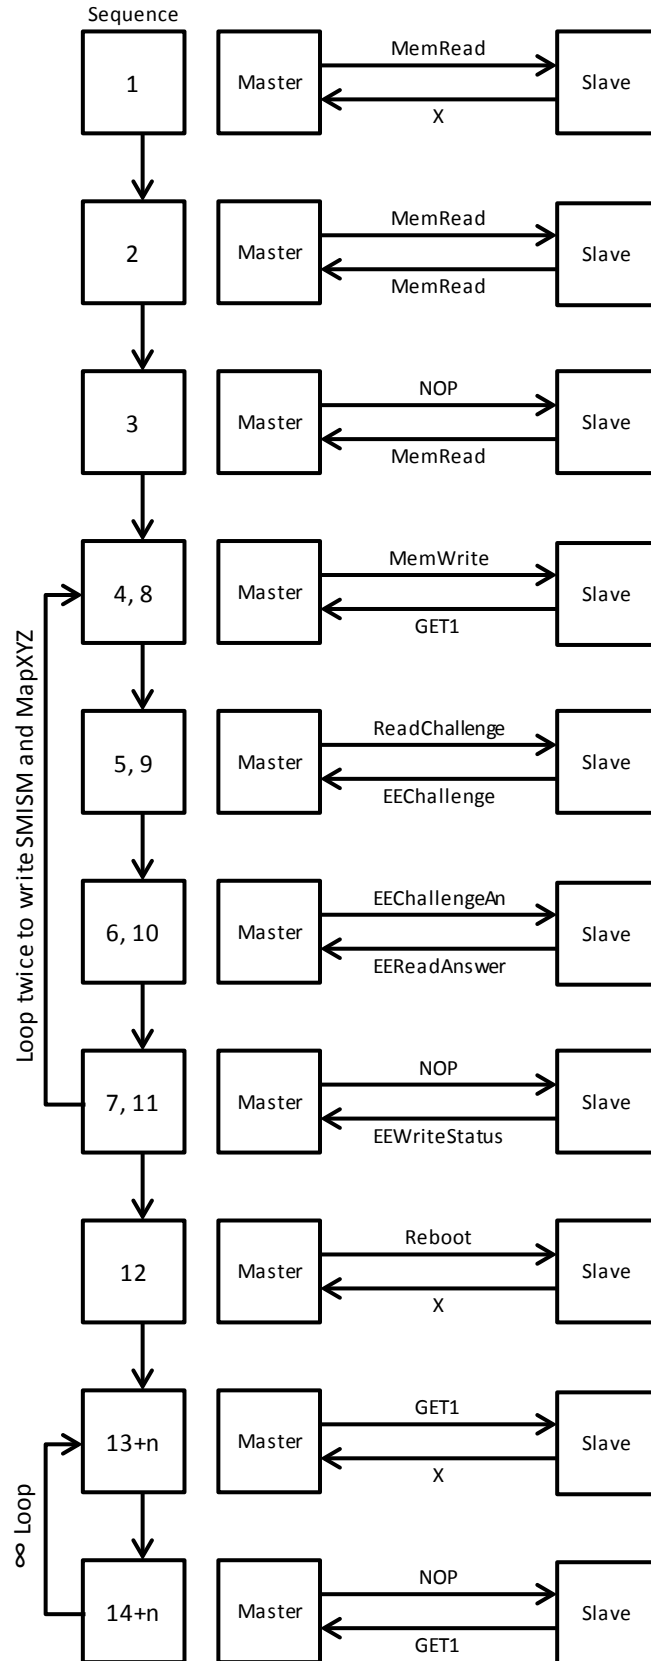 Sequence
1
Master
MemRead
X
Slave
2
Master
MemRead
MemRead
Slave
3
Master
NOP
MemRead
Slave
Loop twice to write SMISM and MapXYZ
4, 8
Master
MemWrite
GET1
Slave
5, 9
Master
ReadChallenge
EEChallenge
Slave
6, 10
Master
EEChallengeAn
EEReadAnswer
Slave
7, 11
Master
NOP
EEWriteStatus
Slave
12
Master
Reboot
X
Slave
∞ Loop
13+n
Master
GET1
X
Slave
14+n
Master
NOP
GET1
Slave